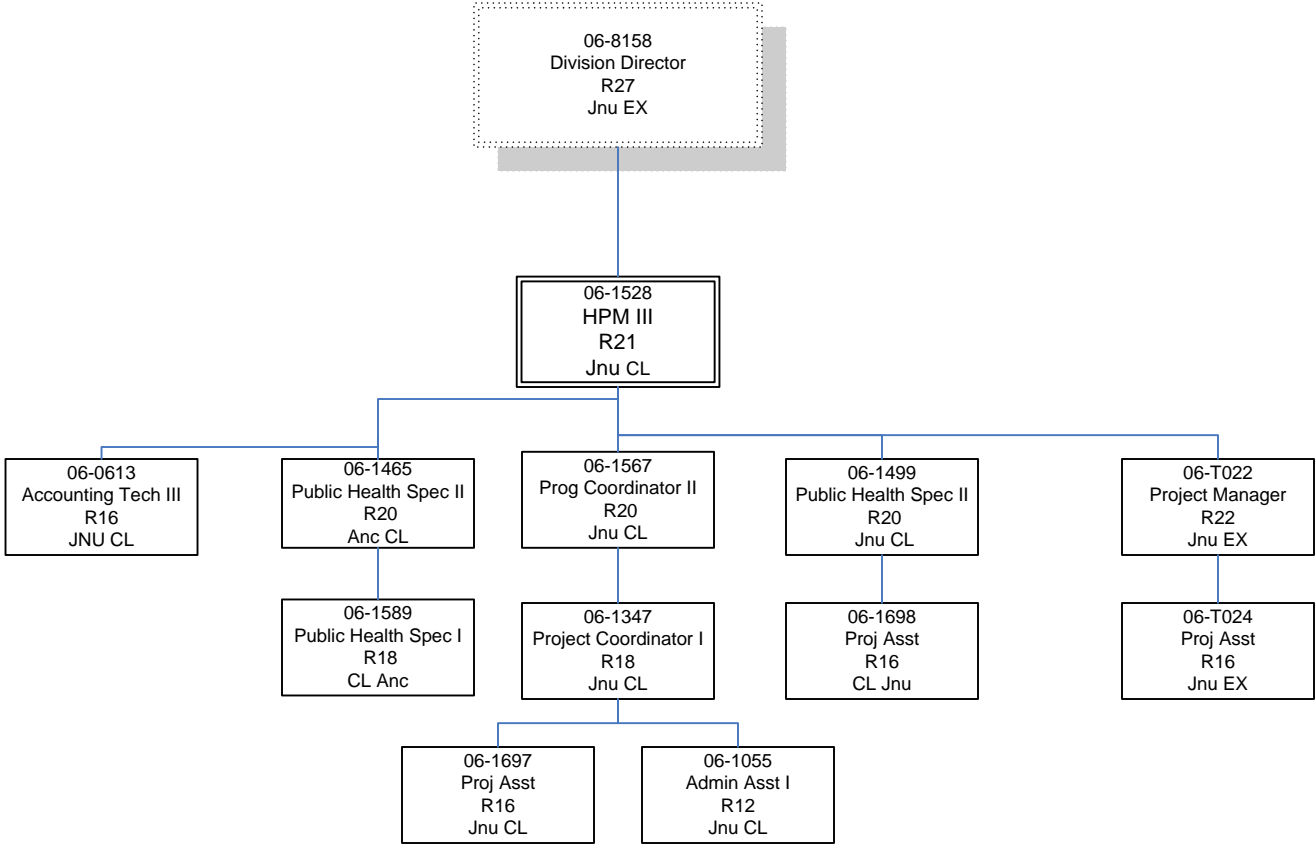 06-8158
Division Director
R27
Jnu EX
06-1528
HPM III
R21
Jnu CL
06-0613
Accounting Tech III
R16
JNU CL
06-1465
Public Health Spec II
R20
Anc CL
06-1567
Prog Coordinator II
R20
Jnu CL
06-1499
Public Health Spec II
R20
Jnu CL
06-T022
Project Manager
R22
Jnu EX
06-1589
Public Health Spec I
R18
CL Anc
06-1347
Project Coordinator I
R18
Jnu CL
06-1698
Proj Asst
R16
CL Jnu
06-T024
Proj Asst
R16
Jnu EX
06-1697
Proj Asst
R16
Jnu CL
06-1055
Admin Asst I
R12
Jnu CL